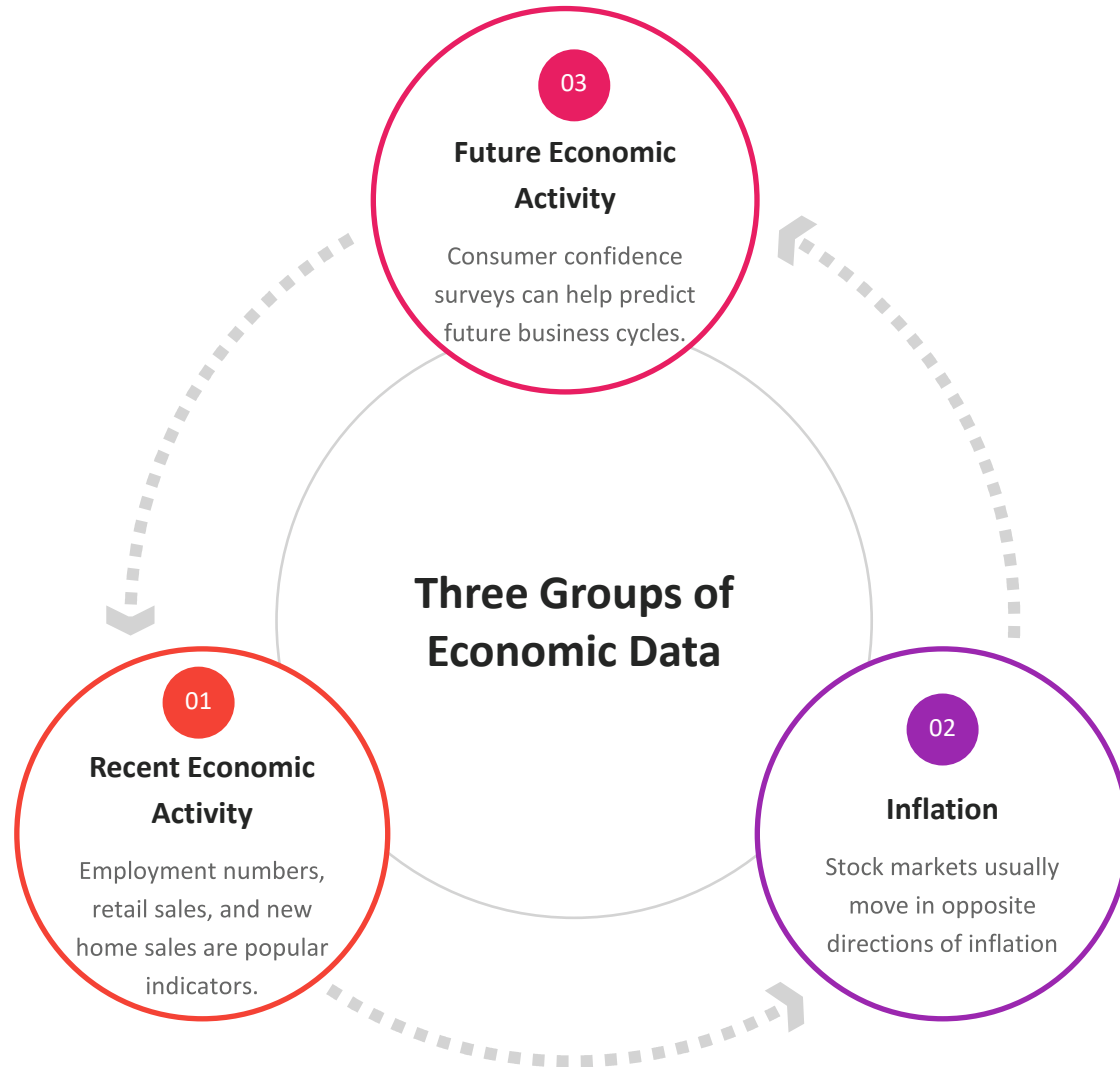 03
Future Economic
Activity
Consumer confidence
surveys can help predict
future business cycles.
Three Groups of
Economic Data
01
Recent Economic
Activity
Employment numbers,
retail sales, and new
home sales are popular
indicators.
02
Inflation
Stock markets usually
move in opposite
directions of inflation